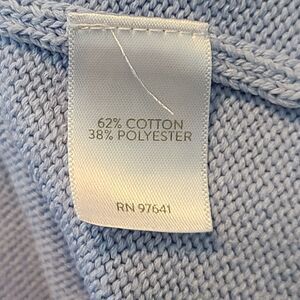 62% COTTON
38% POLYESTER
RN 97641